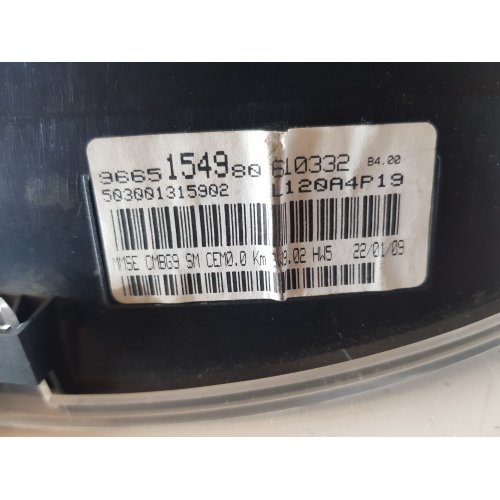 9665154980 610332 B4.00
503001315902 L120A4P19
MM5E CMBG9 SM CEM0.0 Km HW5 22/01/09